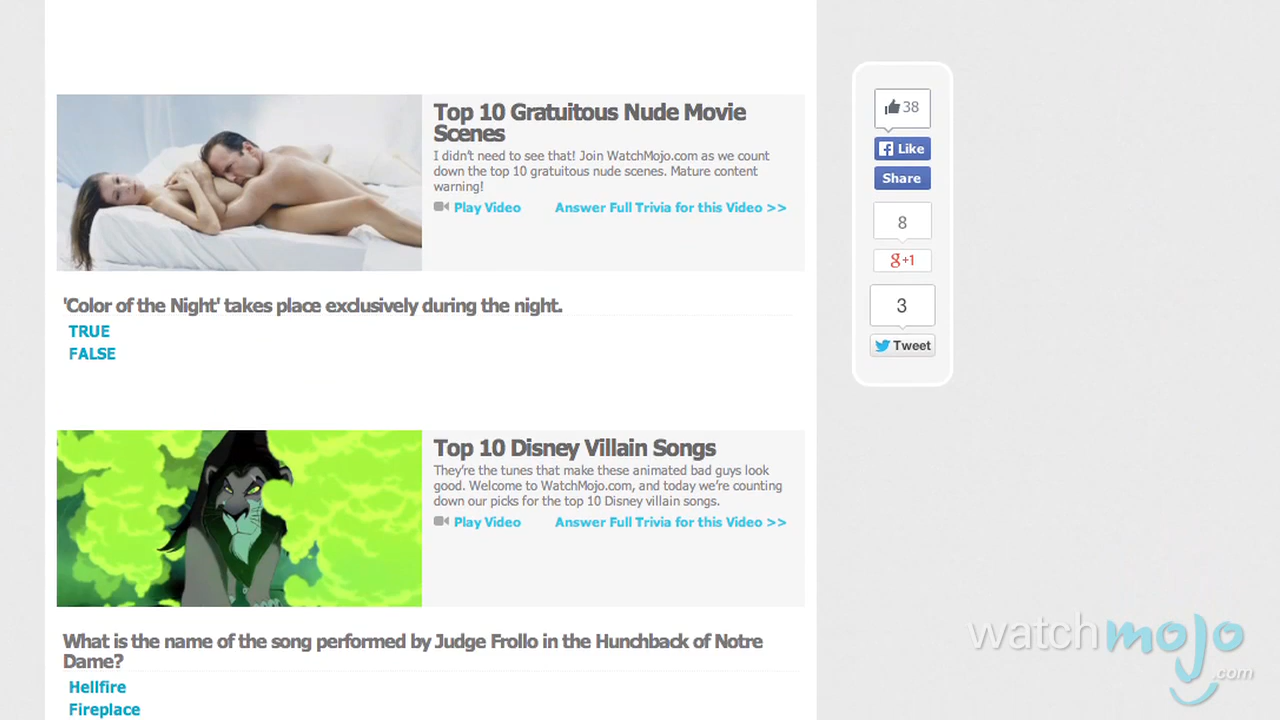 Top 10 Gratuitous Nude Movie
Scenes
I didn't need to see that! Join WatchMojo.com as we count
down the top 10 gratuitous nude scenes. Mature content
warning!
Play Video
Answer Full Trivia for this Video >>
'Color of the Night' takes place exclusively during the night.
TRUE
FALSE
Top 10 Disney Villain Songs
They're the tunes that make these animated bad guys look
good. Welcome to WatchMojo.com, and today we're counting
down our picks for the top 10 Disney villain songs.
Play Video
Answer Full Trivia for this Video >>
What is the name of the song performed by Judge Frollo in the Hunchback of Notre
Dame?
Hellfire
Fireplace
38
Like
Share
8
g+1
3
Tweet
watchmojo
.com